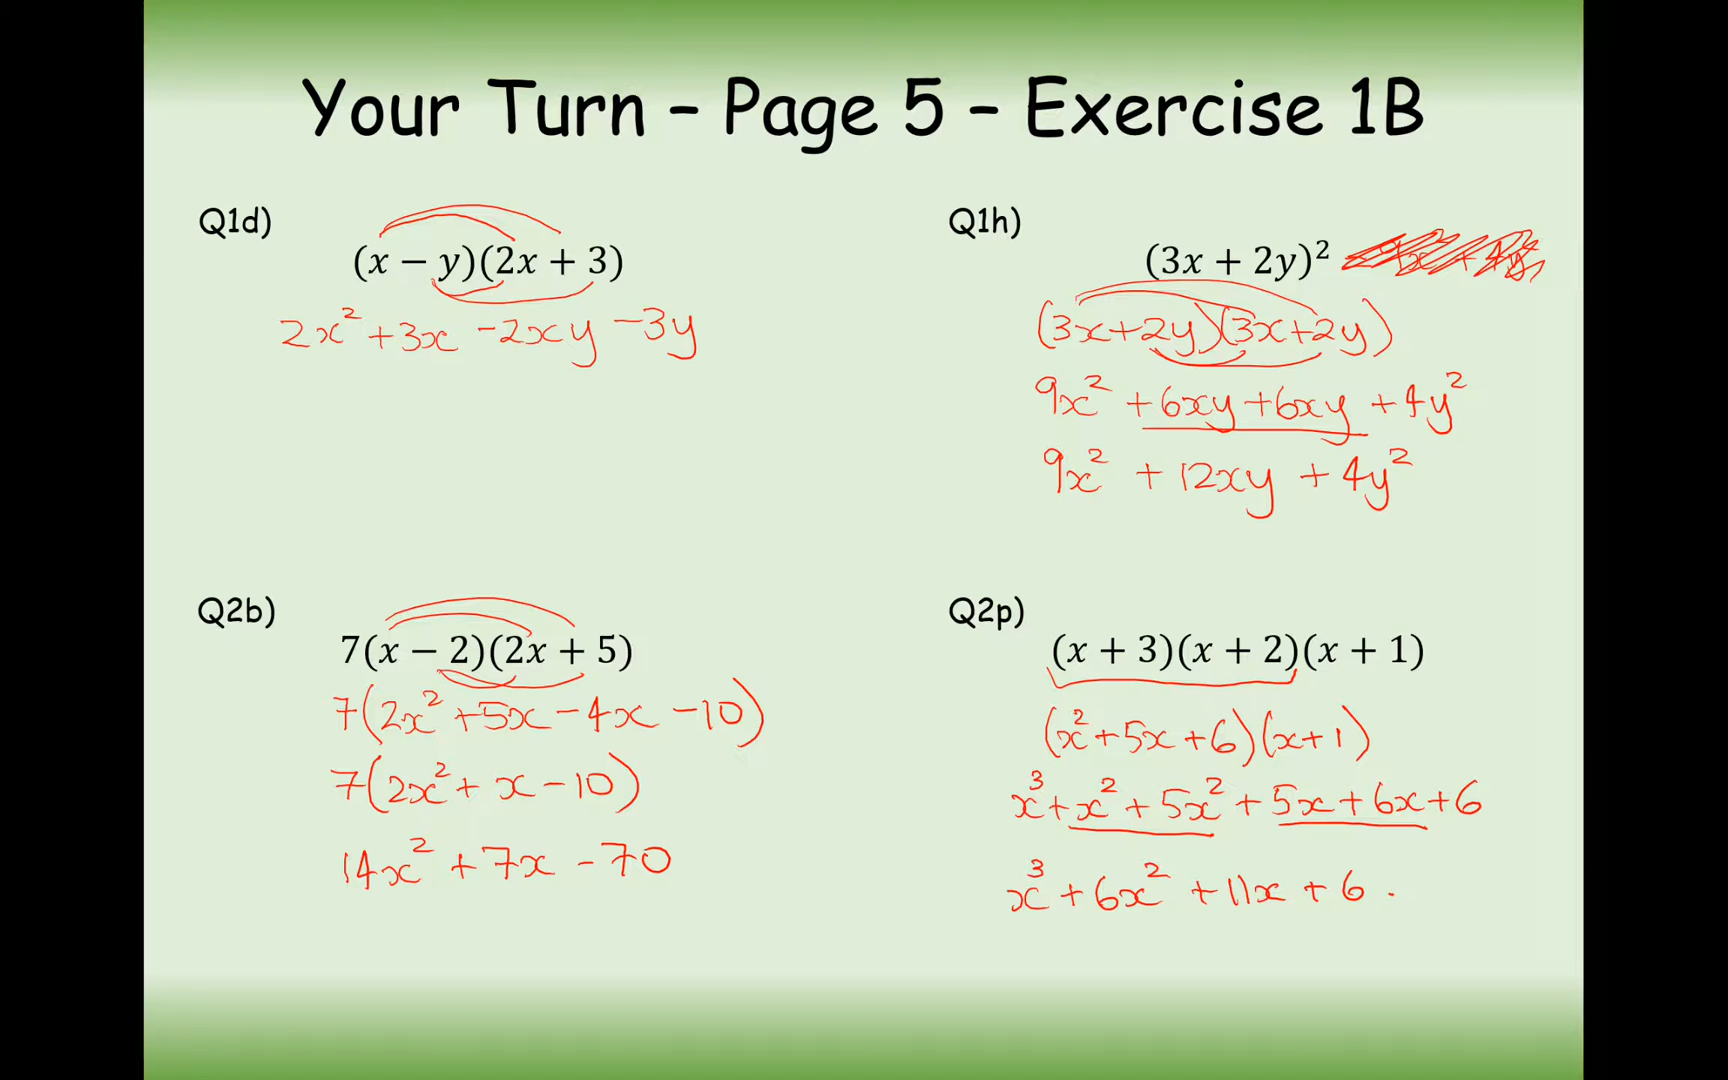 Your Turn – Page 5 – Exercise 1B
Q1d)
(x − y)(2x + 3)
2x² +3x −2xy −3y
Q1h)
(3x + 2y)²
(3x+2y)(3x+2y)
9x² +6xy +6xy +4y²
9x² + 12xy + 4y²
Q2b)
7(x − 2)(2x + 5)
7(2x² +5x −4x −10)
7(2x² + x −10)
14x² + 7x −70
Q2p)
(x + 3)(x + 2)(x + 1)
(x² +5x +6)(x+1)
x³ + x² + 5x² + 5x + 6x + 6
x³ + 6x² + 11x + 6 .